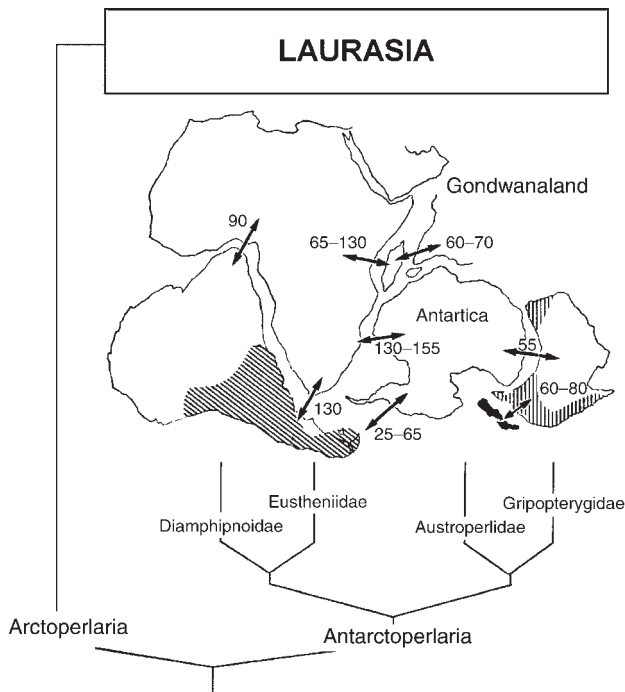 LAURASIA
Gondwanaland
90
65–130
60–70
Antartica
130–155
55
60–80
130
25–65
Eustheniidae
Gripopterygidae
Diamphipnoidae
Austroperlidae
Arctoperlaria
Antarctoperlaria